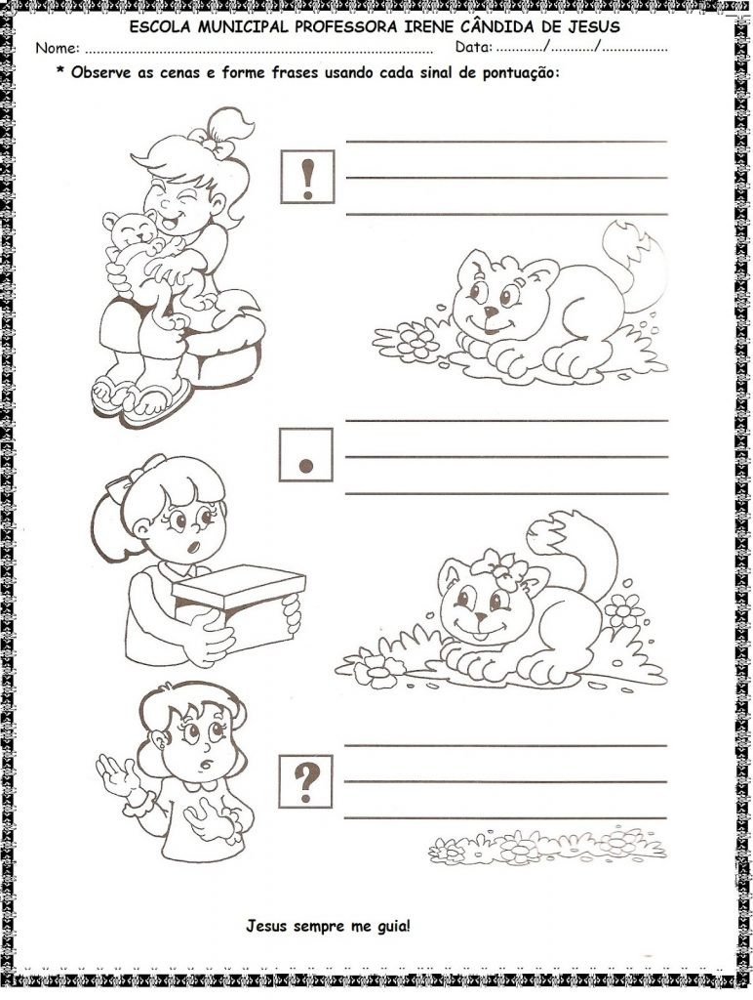 ESCOLA MUNICIPAL PROFESSORA IRENE CÂNDIDA DE JESUS
Nome: ........................................................................ Data: ............/.........../................
* Observe as cenas e forme frases usando cada sinal de pontuação:
!
.
?
Jesus sempre me guia!